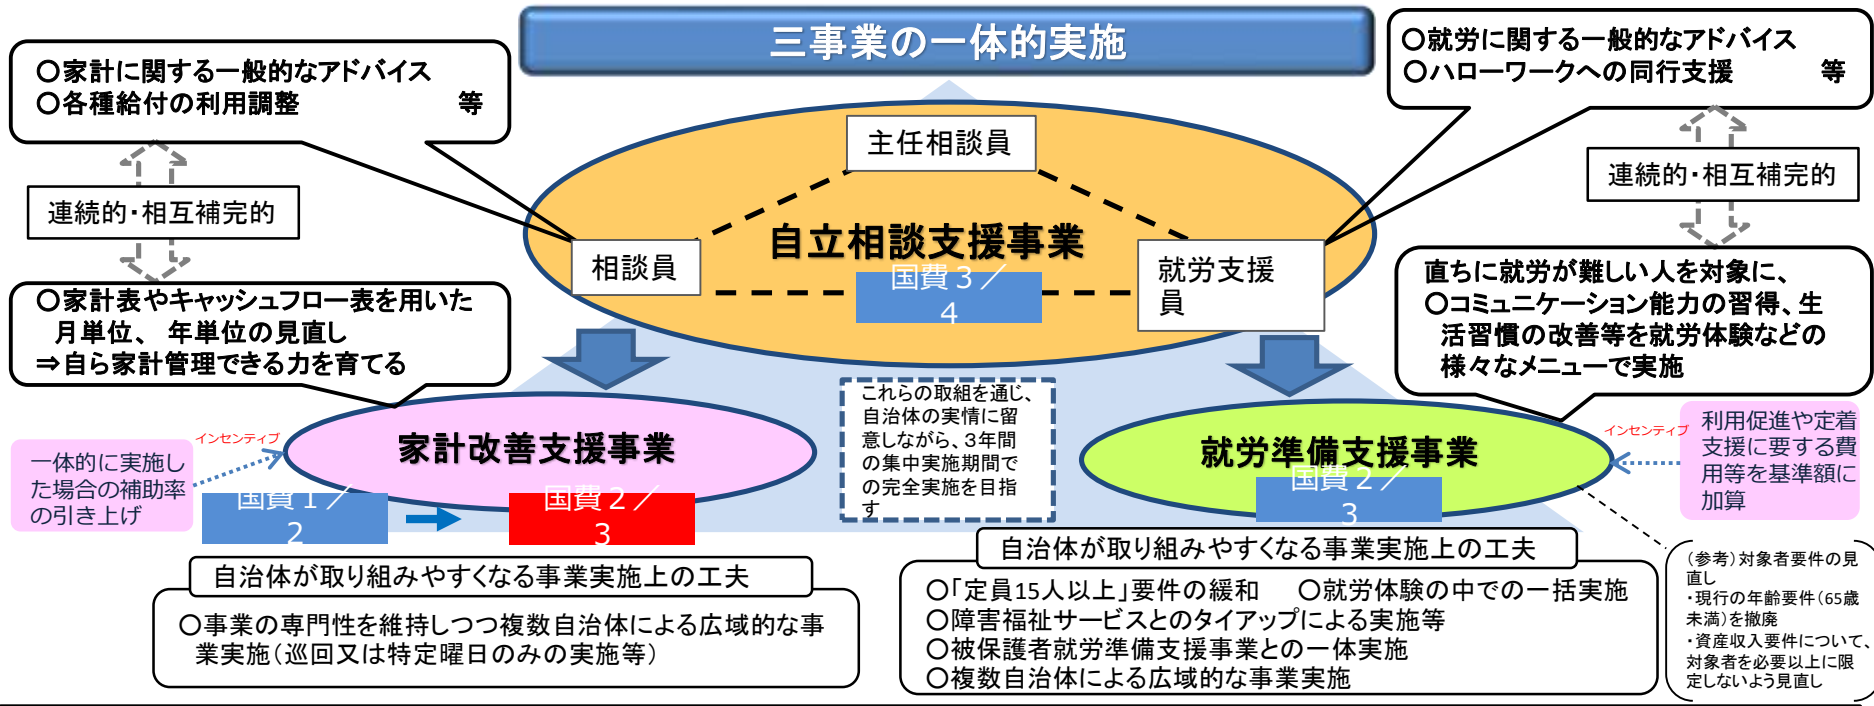 三事業の一体的実施
○家計に関する一般的なアドバイス
○各種給付の利用調整　　　　　　等
○就労に関する一般的なアドバイス
○ハローワークへの同行支援　　　　等
主任相談員
連続的・相互補完的
連続的・相互補完的
自立相談支援事業
相談員
就労支援
員
国費３／
４
○家計表やキャッシュフロー表を用いた
月単位、年単位の見直し
⇒自ら家計管理できる力を育てる
直ちに就労が難しい人を対象に、
○コミュニケーション能力の習得、生
活習慣の改善等を就労体験などの
様々なメニューで実施
これらの取組を通じ、
自治体の実情に留
意しながら、3年間
の集中実施期間で
の完全実施を目指
す
インセンティブ
家計改善支援事業
一体的に実施し
た場合の補助率
の引き上げ
国費１／
２
国費２／
３
就労準備支援事業
国費２／
３
インセンティブ
利用促進や定着
支援に要する費
用等を基準額に
加算
自治体が取り組みやすくなる事業実施上の工夫
○事業の専門性を維持しつつ複数自治体による広域的な事
業実施（巡回又は特定曜日のみの実施等）
自治体が取り組みやすくなる事業実施上の工夫
○「定員15人以上」要件の緩和　○就労体験の中での一括実施
○障害福祉サービスとのタイアップによる実施等
○被保護者就労準備支援事業との一体実施
○複数自治体による広域的な事業実施
（参考）対象者要件の見
直し
・現行の年齢要件（65歳
未満）を撤廃
・資産収入要件について、
対象者を必要以上に限
定しないよう見直し